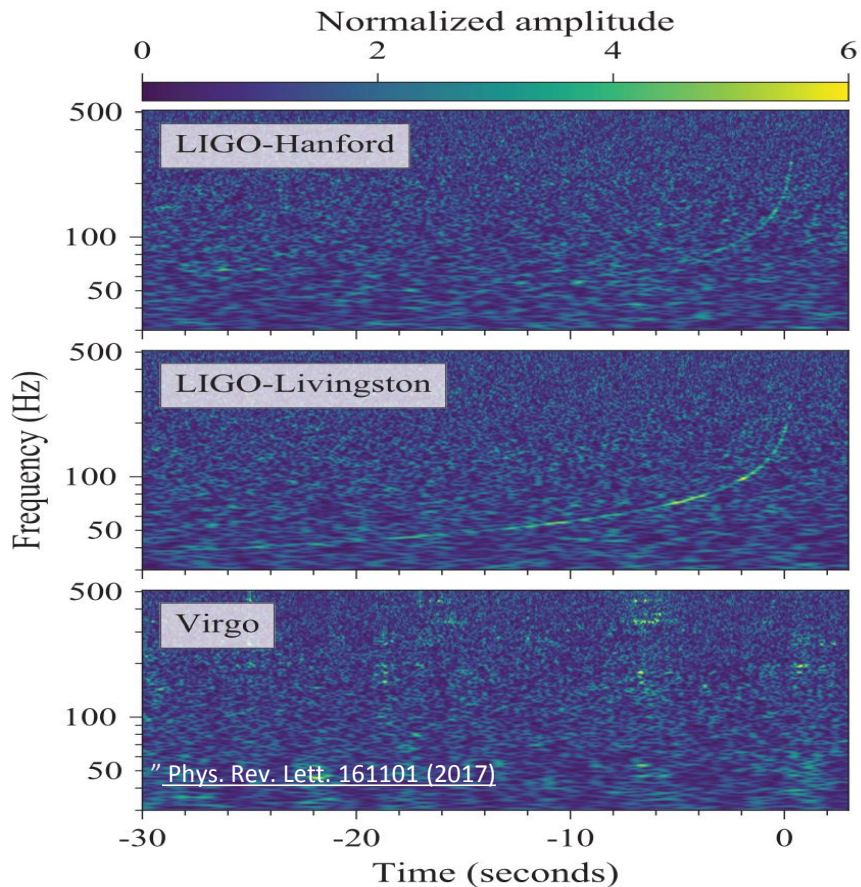 Normalized amplitude
0 2 4 6
500
LIGO-Hanford
100
50
500
LIGO-Livingston
100
50
Frequency (Hz)
500
Virgo
100
50
” Phys. Rev. Lett. 161101 (2017)
-30 -20 -10 0
Time (seconds)